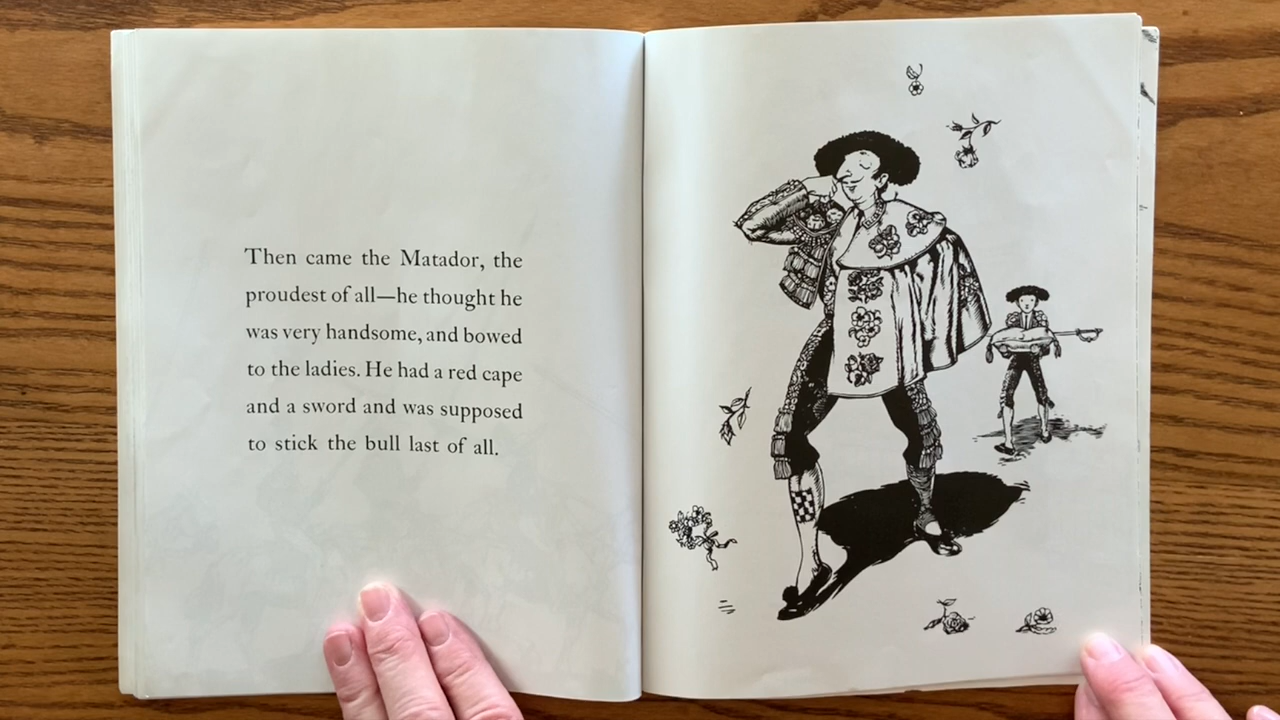 Then came the Matador, the
proudest of all—he thought he
was very handsome, and bowed
to the ladies. He had a red cape
and a sword and was supposed
to stick the bull last of all.